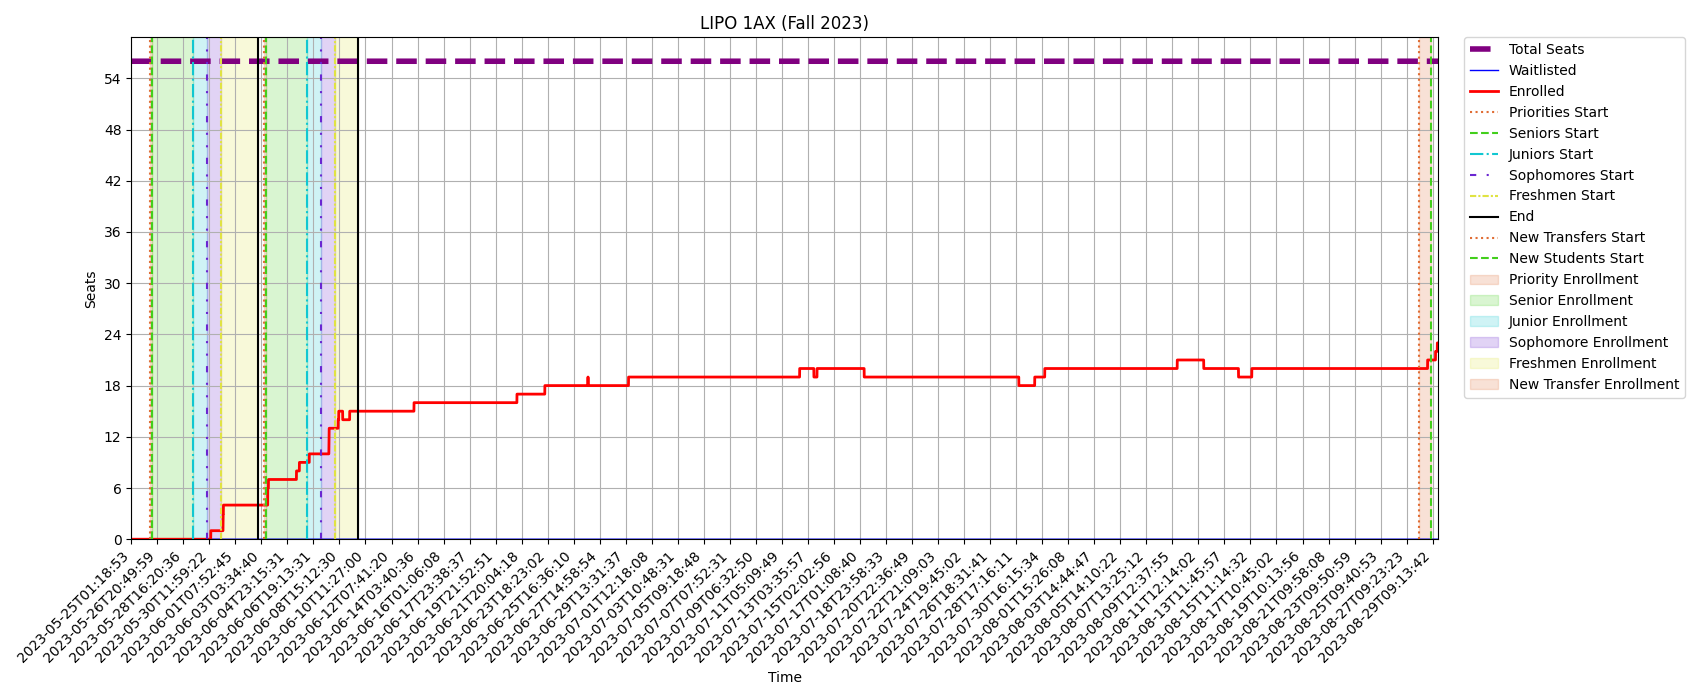 LIPO 1AX (Fall 2023)
Seats
54
48
42
36
30
24
18
12
6
0
2023-05-25T01:18:53
2023-05-26T20:49:59
2023-05-28T16:20:36
2023-05-30T11:59:22
2023-06-01T07:52:45
2023-06-03T03:34:40
2023-06-04T23:15:31
2023-06-06T19:13:31
2023-06-08T15:12:30
2023-06-10T11:27:00
2023-06-12T07:41:20
2023-06-14T03:40:36
2023-06-16T01:06:08
2023-06-17T23:38:37
2023-06-19T21:52:51
2023-06-21T20:04:18
2023-06-23T18:23:02
2023-06-25T16:36:10
2023-06-27T14:58:54
2023-06-29T13:31:37
2023-07-01T12:18:08
2023-07-03T10:48:31
2023-07-05T09:18:48
2023-07-07T07:52:31
2023-07-09T06:32:50
2023-07-11T05:09:49
2023-07-13T03:35:57
2023-07-15T02:02:56
2023-07-17T01:08:40
2023-07-18T23:58:33
2023-07-20T22:36:49
2023-07-22T21:09:03
2023-07-24T19:45:02
2023-07-26T18:31:41
2023-07-28T17:16:11
2023-07-30T16:15:34
2023-08-01T15:26:08
2023-08-03T14:44:47
2023-08-05T14:10:22
2023-08-07T13:25:12
2023-08-09T12:37:55
2023-08-11T12:14:02
2023-08-13T11:45:57
2023-08-15T11:14:32
2023-08-17T10:45:02
2023-08-19T10:13:56
2023-08-21T09:58:08
2023-08-23T09:50:59
2023-08-25T09:40:53
2023-08-27T09:23:23
2023-08-29T09:13:42
Time
Total Seats
Waitlisted
Enrolled
Priorities Start
Seniors Start
Juniors Start
Sophomores Start
Freshmen Start
End
New Transfers Start
New Students Start
Priority Enrollment
Senior Enrollment
Junior Enrollment
Sophomore Enrollment
Freshmen Enrollment
New Transfer Enrollment